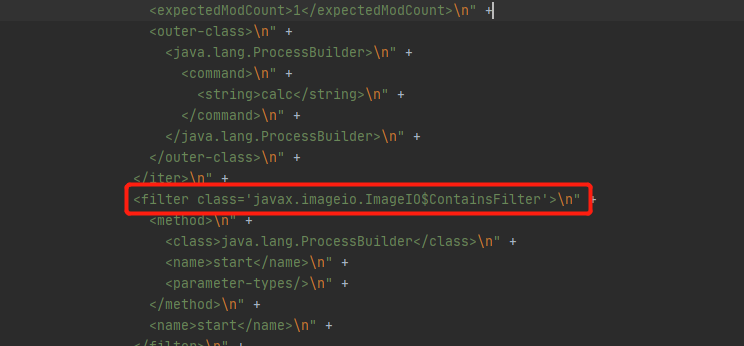 <expectedModCount>1</expectedModCount>\n" +
<outer-class>\n" +
<java.lang.ProcessBuilder>\n" +
<command>\n" +
<string>calc</string>\n" +
</command>\n" +
</java.lang.ProcessBuilder>\n" +
</outer-class>\n" +
</iter>\n" +
<filter class='javax.imageio.ImageIO$ContainsFilter'>\n" +
<method>\n" +
<class>java.lang.ProcessBuilder</class>\n" +
<name>start</name>\n" +
<parameter-types/>\n" +
</method>\n" +
<name>start</name>\n" +
</filter>\n" +